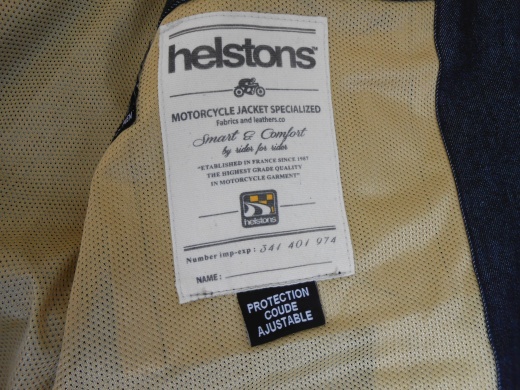 helstons
MOTORCYCLE JACKET SPECIALIZED
Fabrics and leathers.co
Smart & Comfort
by rider for rider
"ETABLISHED IN FRANCE SINCE 1987
THE HIGHEST GRADE QUALITY
IN MOTORCYCLE GARMENT"
helstons
Number imp-exp : 341 401 974
NAME :
PROTECTION
COUDE
AJUSTABLE